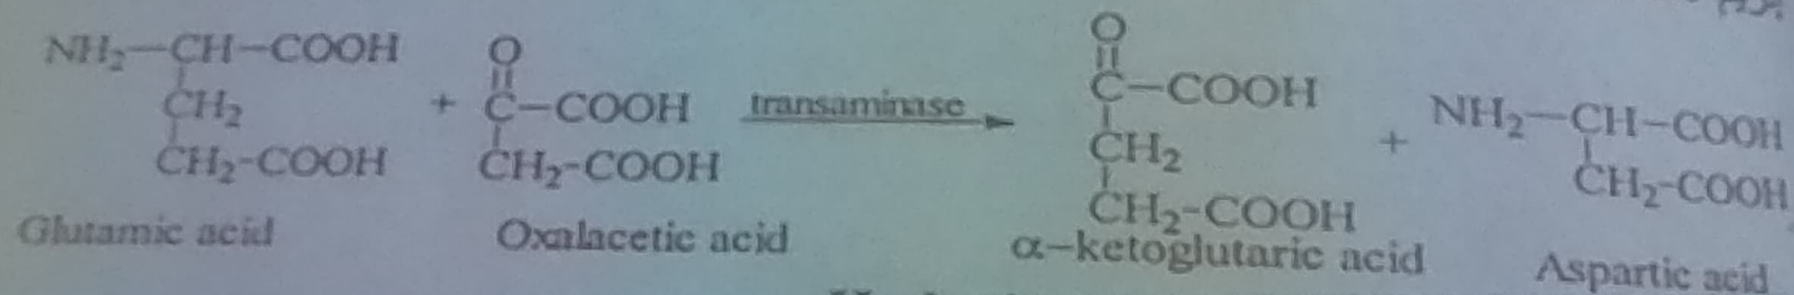 NH₂—CH—COOH
CH₂
CH₂-COOH
Glutamic acid
+
O
C—COOH
CH₂-COOH
Oxalacetic acid
transaminase
O
C—COOH
CH₂
CH₂-COOH
α-ketoglutaric acid
+
NH₂—CH—COOH
CH₂-COOH
Aspartic acid